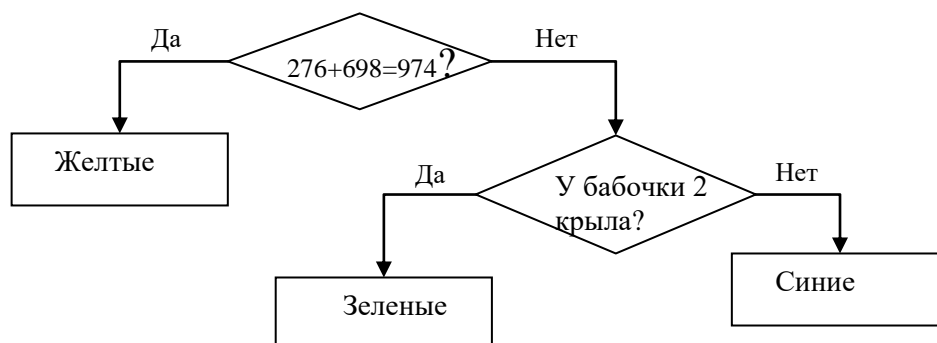 Да
Нет
276+698=974?
Желтые
Да
Нет
У бабочки 2
крыла?
Синие
Зеленые